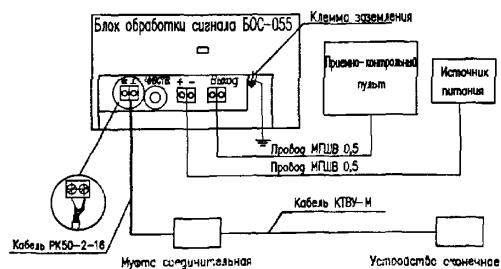 Блок обработки сигнала БОС-055
Клемма заземления
Чувств
+ -
Выход
Приемно-контрольный
пульт
Источник
питания
Провод МГШВ 0,5
Провод МГШВ 0,5
Кабель КТВУ-М
Кабель РК50-2-16
Муфта соединительная
Устройство оконечное